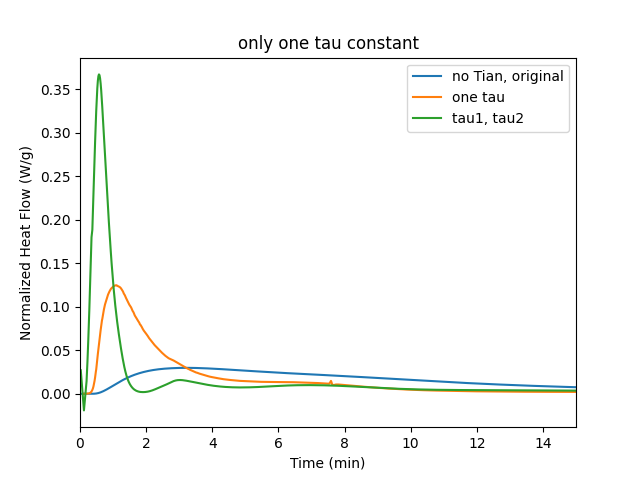 only one tau constant
no Tian, original
one tau
tau1, tau2
Normalized Heat Flow (W/g)
0.35
0.30
0.25
0.20
0.15
0.10
0.05
0.00
0 2 4 6 8 10 12 14
Time (min)